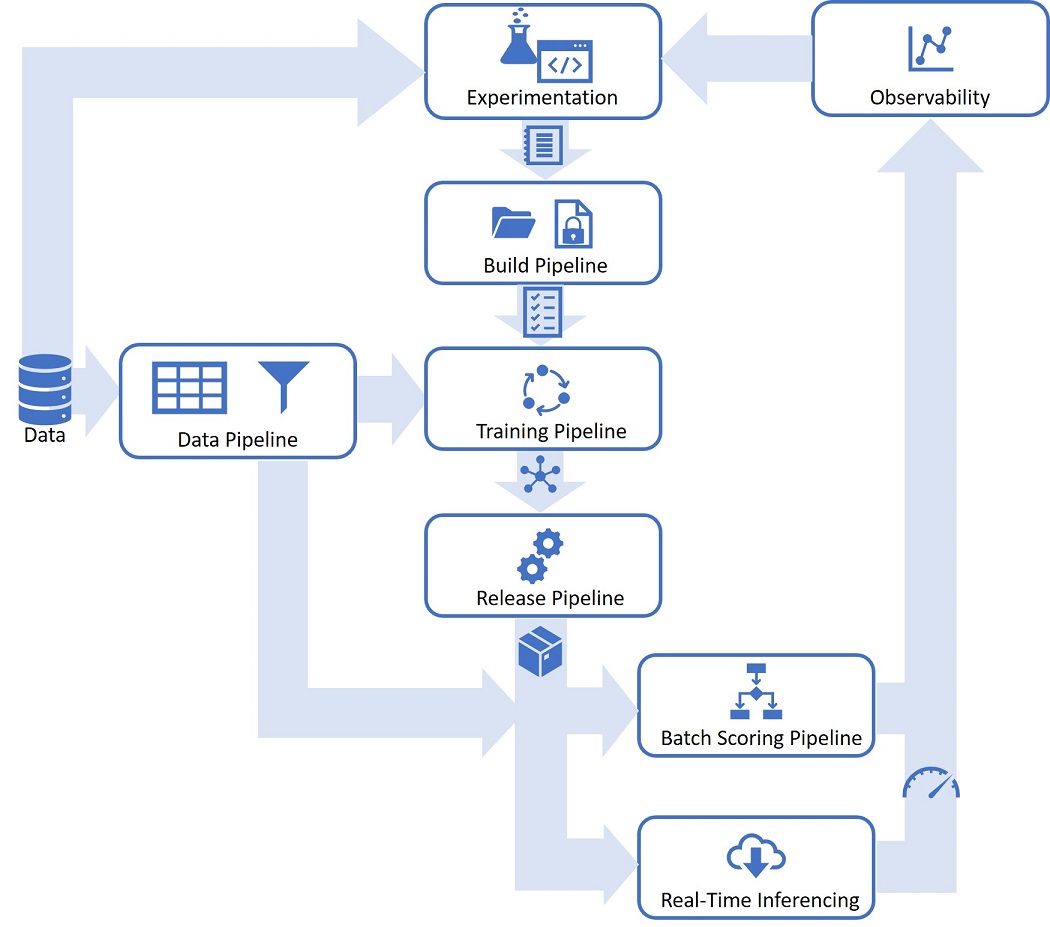 Experimentation
Observability
Build Pipeline
Data
Data Pipeline
Training Pipeline
Release Pipeline
Batch Scoring Pipeline
Real-Time Inferencing